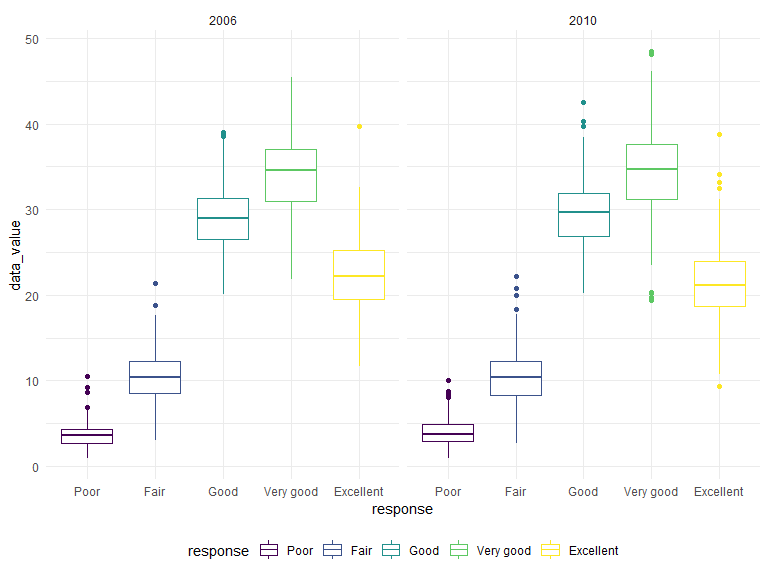 2006 2010
50
40
30
20
10
0
data_value
Poor Fair Good Very good Excellent Poor Fair Good Very good Excellent
response
response Poor Fair Good Very good Excellent